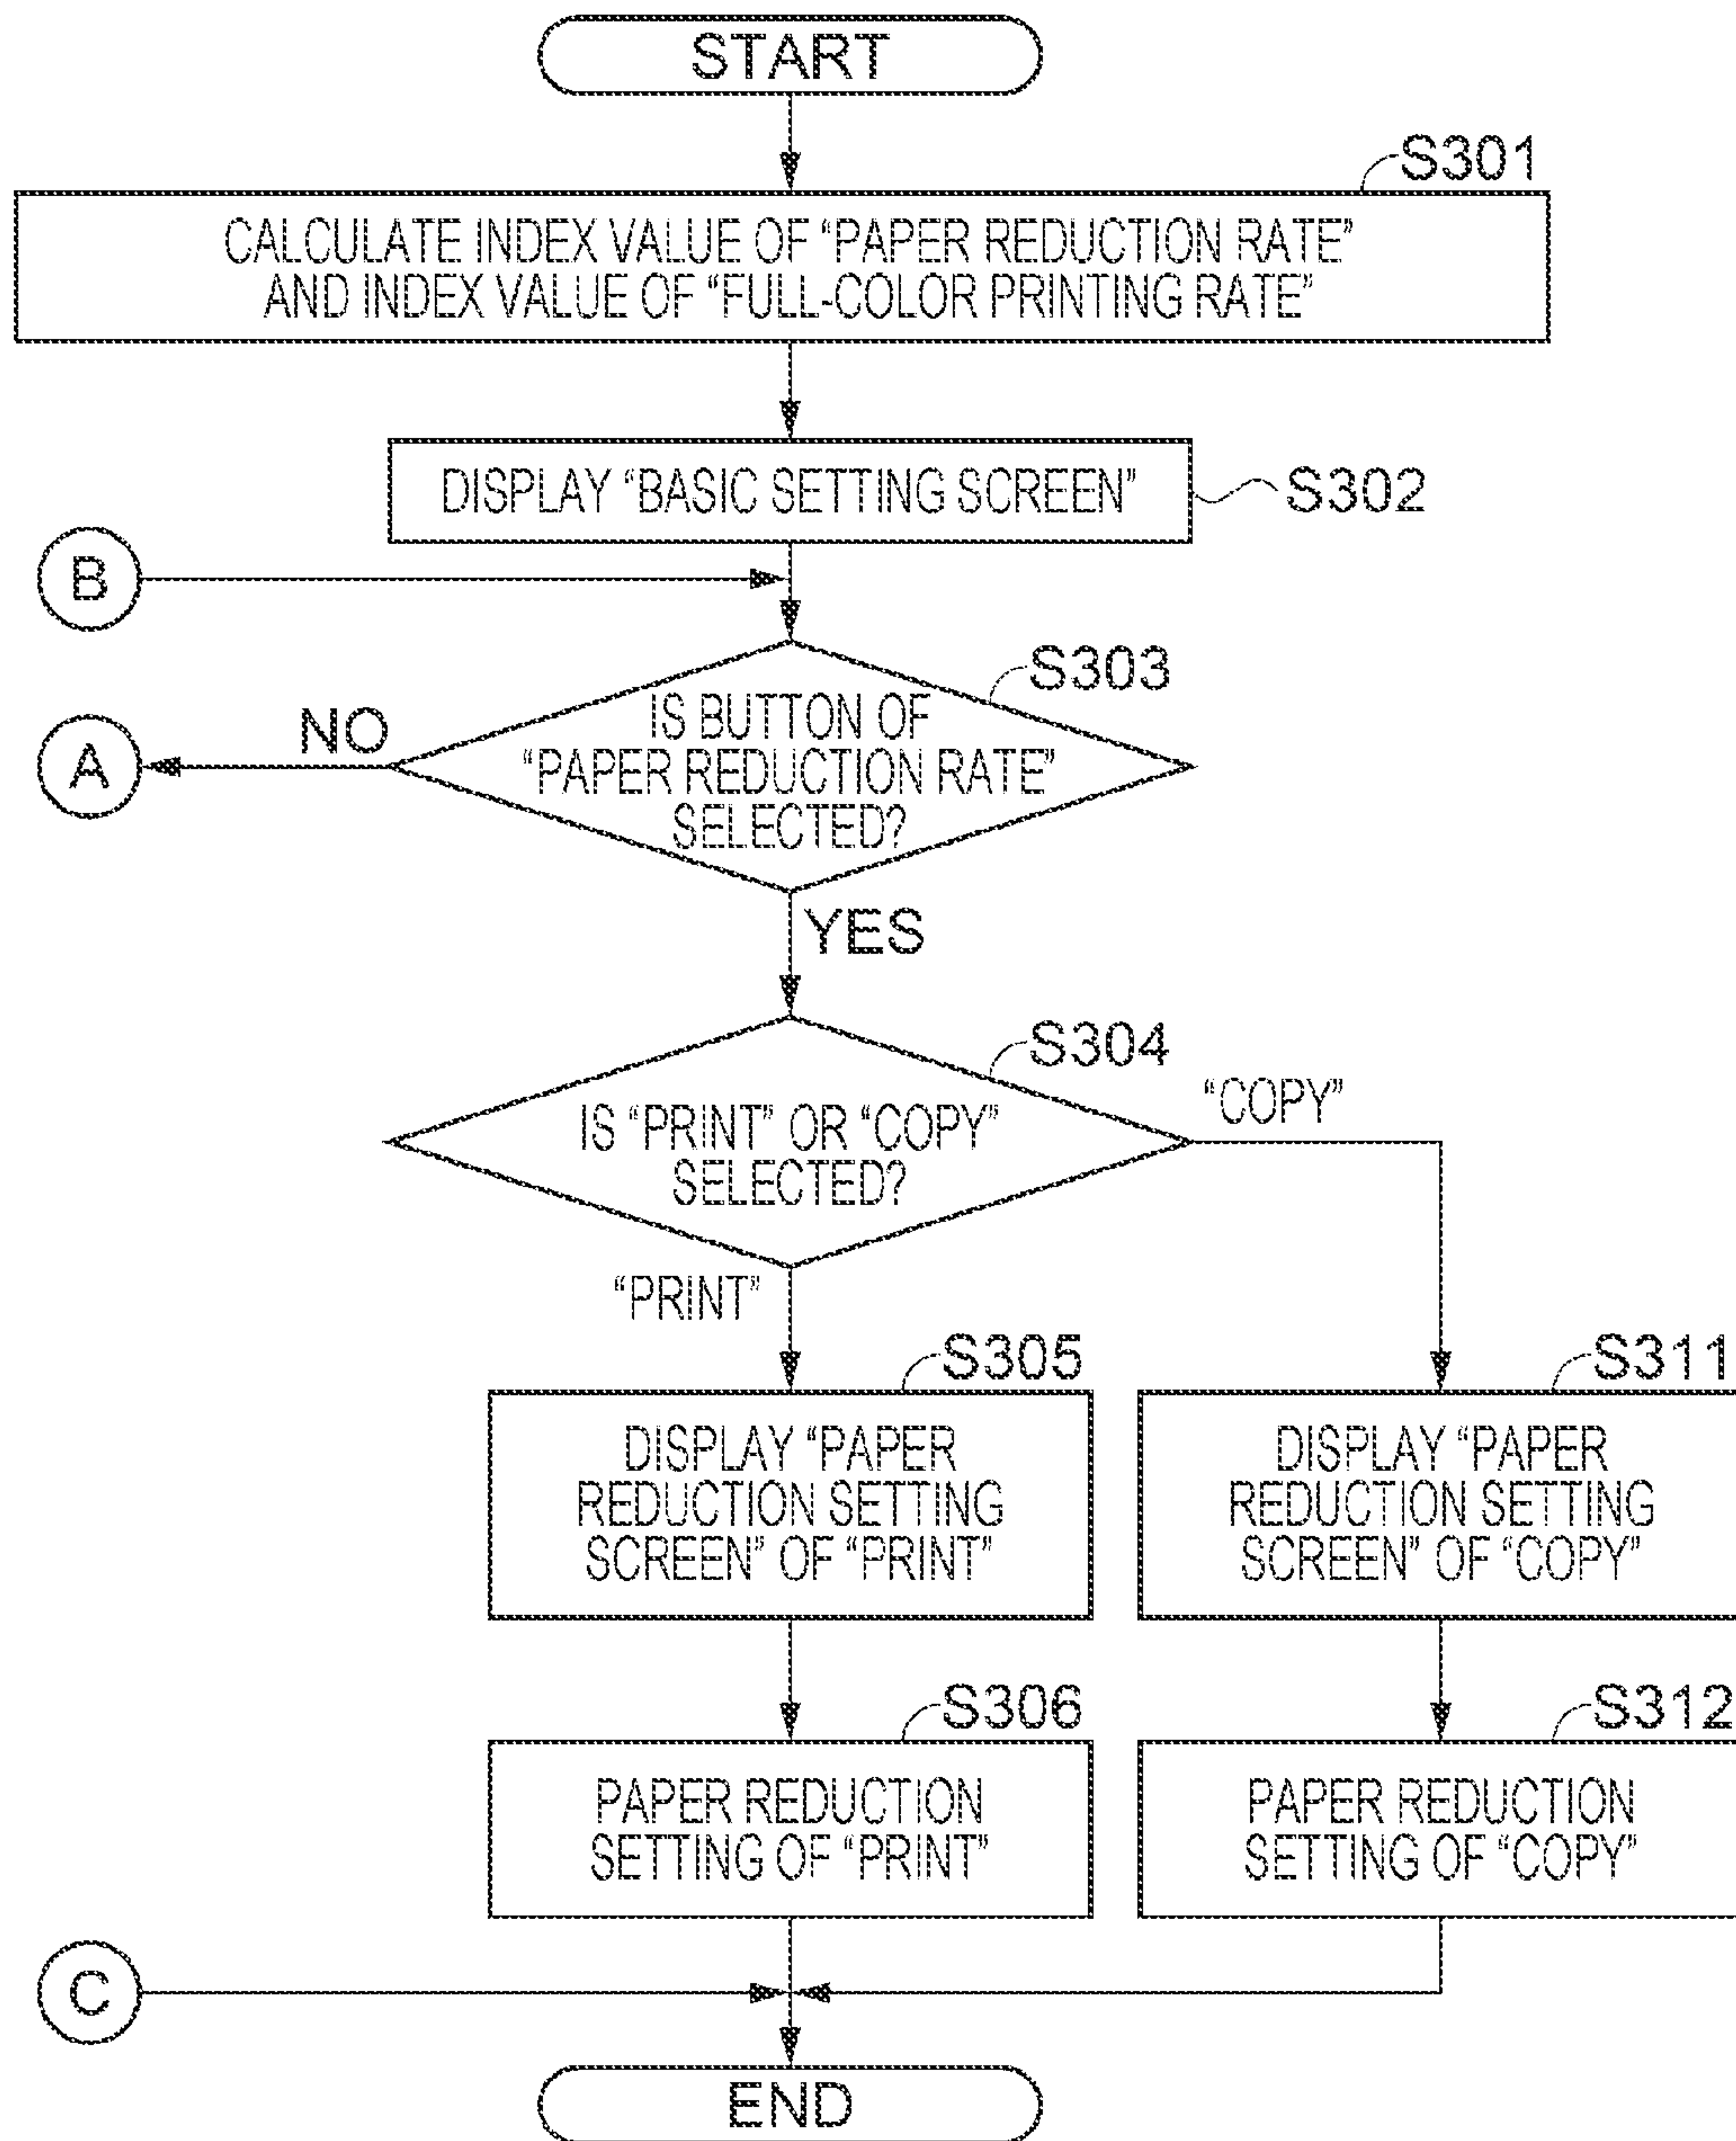 START
S301
CALCULATE INDEX VALUE OF “PAPER REDUCTION RATE”
AND INDEX VALUE OF “FULL-COLOR PRINTING RATE”
DISPLAY “BASIC SETTING SCREEN”
S302
B
S303
IS BUTTON OF
“PAPER REDUCTION RATE”
SELECTED?
NO
A
YES
S304
IS “PRINT” OR “COPY”
SELECTED?
“COPY”
“PRINT”
S305
DISPLAY “PAPER
REDUCTION SETTING
SCREEN” OF “PRINT”
S311
DISPLAY “PAPER
REDUCTION SETTING
SCREEN” OF “COPY”
S306
PAPER REDUCTION
SETTING OF “PRINT”
S312
PAPER REDUCTION
SETTING OF “COPY”
C
END